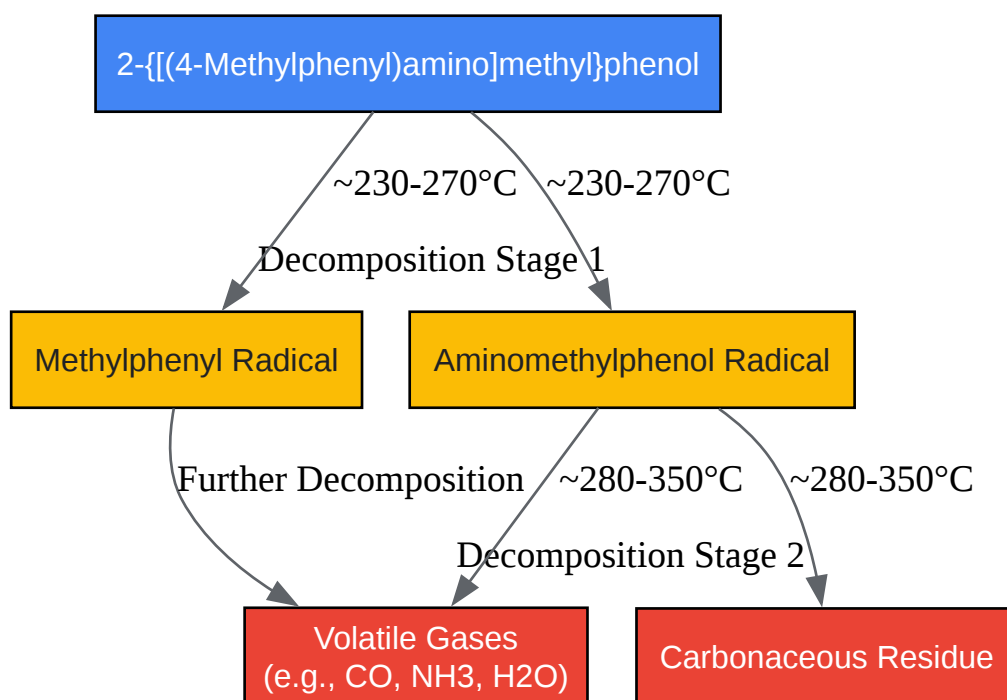 2-{[(4-Methylphenyl)amino]methyl}phenol
~230-270°C
~230-270°C
Decomposition Stage 1
Methylphenyl Radical
Aminomethylphenol Radical
Further Decomposition
~280-350°C
~280-350°C
Decomposition Stage 2
Volatile Gases
(e.g., CO, NH3, H2O)
Carbonaceous Residue